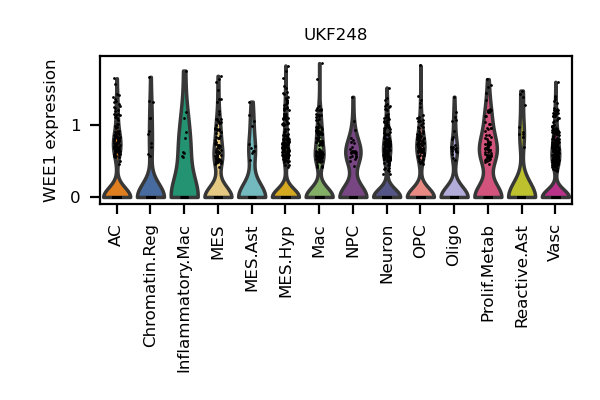 UKF248
WEE1 expression
1
0
AC
Chromatin.Reg
Inflammatory.Mac
MES
MES.Ast
MES.Hyp
Mac
NPC
Neuron
OPC
Oligo
Prolif.Metab
Reactive.Ast
Vasc